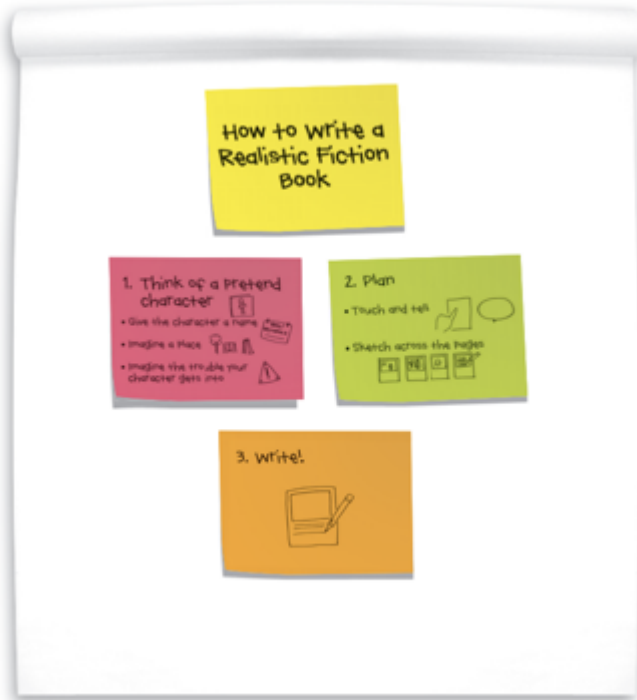 How to Write a
Realistic Fiction
Book
1. Think of a pretend
character
• Give the character a name
• Imagine a place
• Imagine the trouble your
character gets into
2. Plan
• Touch and tell
• Sketch across the pages
3. Write!